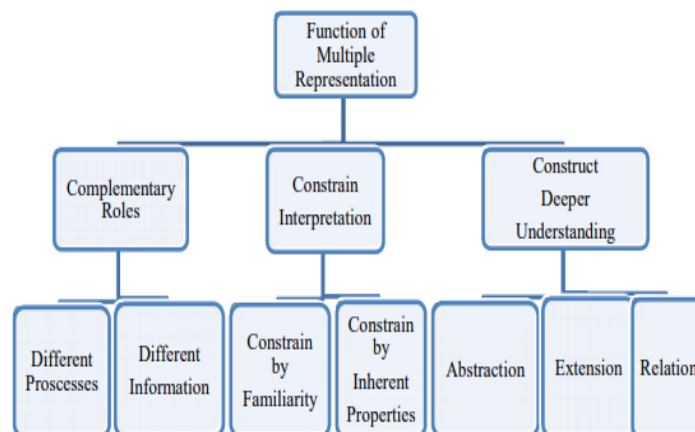 Function of
Multiple
Representation
Complementary
Roles
Constrain
Interpretation
Construct
Deeper
Understanding
Different
Proscesses
Different
Information
Constrain
by
Familiarity
Constrain
by
Inherent
Properties
Abstraction
Extension
Relation